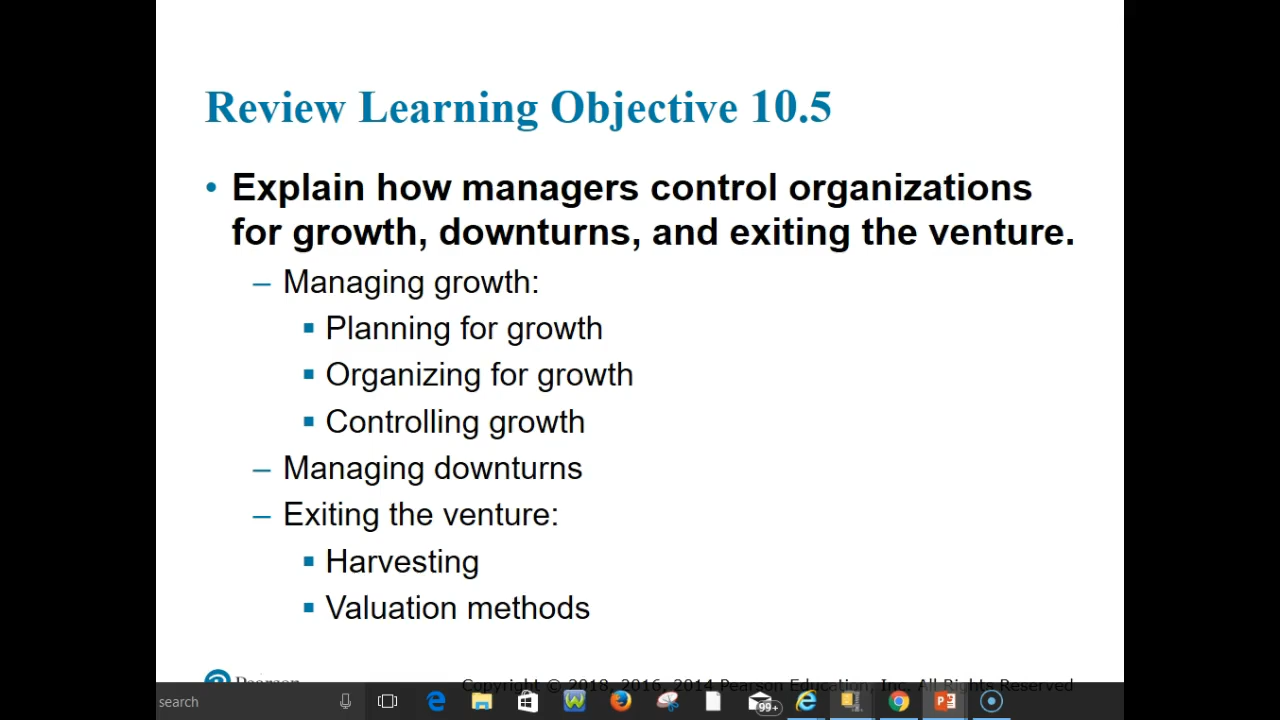 Review Learning Objective 10.5
• Explain how managers control organizations
for growth, downturns, and exiting the venture.
– Managing growth:
▪ Planning for growth
▪ Organizing for growth
▪ Controlling growth
– Managing downturns
– Exiting the venture:
▪ Harvesting
▪ Valuation methods
Pearson
Copyright © 2018, 2016, 2014 Pearson Education, Inc. All Rights Reserved
search
99+